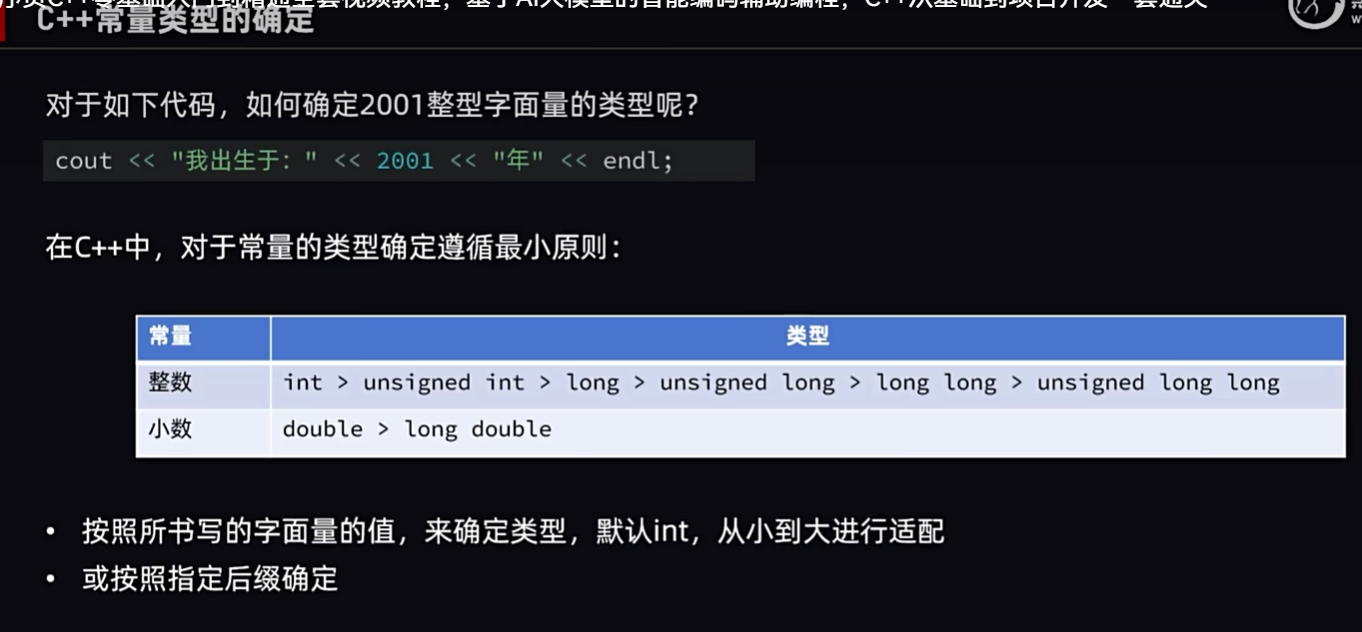 C++零基础入门到精通全套视频教程，基于AI大模型的智能编码辅助编程，C++从基础到项目开发一套通关
C++常量类型的确定
对于如下代码，如何确定2001整型字面量的类型呢？
cout << "我出生于：" << 2001 << "年" << endl;
在C++中，对于常量的类型确定遵循最小原则：
常量 类型
整数 int > unsigned int > long > unsigned long > long long > unsigned long long
小数 double > long double
• 按照所书写的字面量的值，来确定类型，默认int，从小到大进行适配
• 或按照指定后缀确定